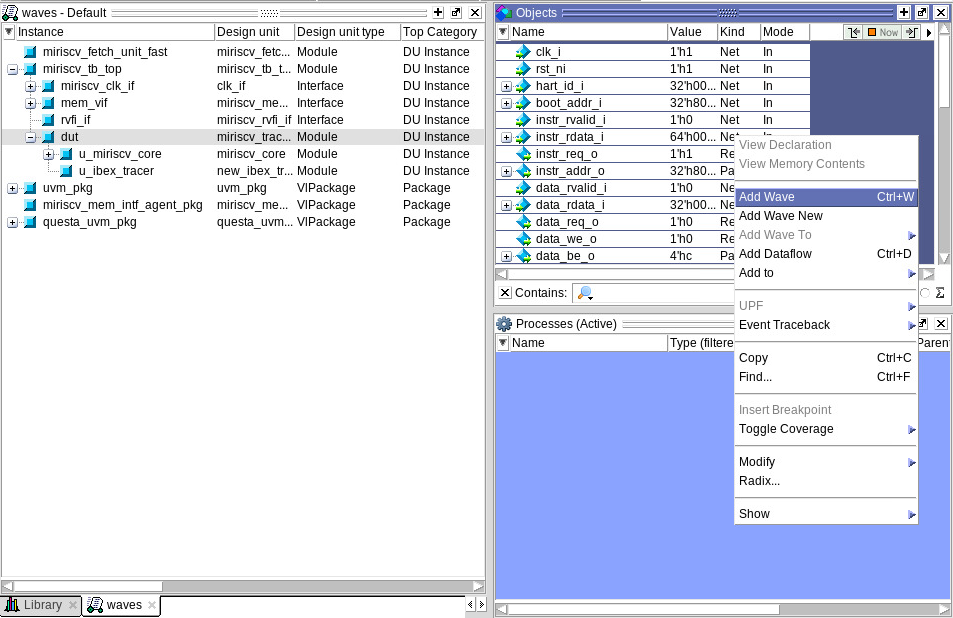 waves - Default
Instance Design unit Design unit type Top Category
miriscv_fetch_unit_fast miriscv_fetc... Module DU Instance
miriscv_tb_top miriscv_tb_t... Module DU Instance
miriscv_clk_if clk_if Interface DU Instance
mem_vif miriscv_me... Interface DU Instance
rvfi_if miriscv_rvfi_if Interface DU Instance
dut miriscv_trac... Module DU Instance
u_miriscv_core miriscv_core Module DU Instance
u_ibex_tracer new_ibex_tr... Module DU Instance
uvm_pkg uvm_pkg VIPackage Package
miriscv_mem_intf_agent_pkg miriscv_me... VIPackage Package
questa_uvm_pkg questa_uvm... VIPackage Package
Library waves
Objects
Name Value Kind Mode Now
clk_i 1'h1 Net In
rst_ni 1'h1 Net In
hart_id_i 32'h00... Net In
boot_addr_i 32'h80... Net In
instr_rvalid_i 1'h0 Net In
instr_rdata_i 64'h00... Net In
instr_req_o 1'h1 Re
instr_addr_o 32'h80... Pa
data_rvalid_i 1'h0 Ne
data_rdata_i 32'h00... Ne
data_req_o 1'h0 Re
data_we_o 1'h0 Re
data_be_o 4'hc Pa
Contains:
Σ
Processes (Active)
Name Type (filtere Paren
View Declaration
View Memory Contents
Add Wave Ctrl+W
Add Wave New
Add Wave To
Add Dataflow Ctrl+D
Add to
UPF
Event Traceback
Copy Ctrl+C
Find... Ctrl+F
Insert Breakpoint
Toggle Coverage
Modify
Radix...
Show